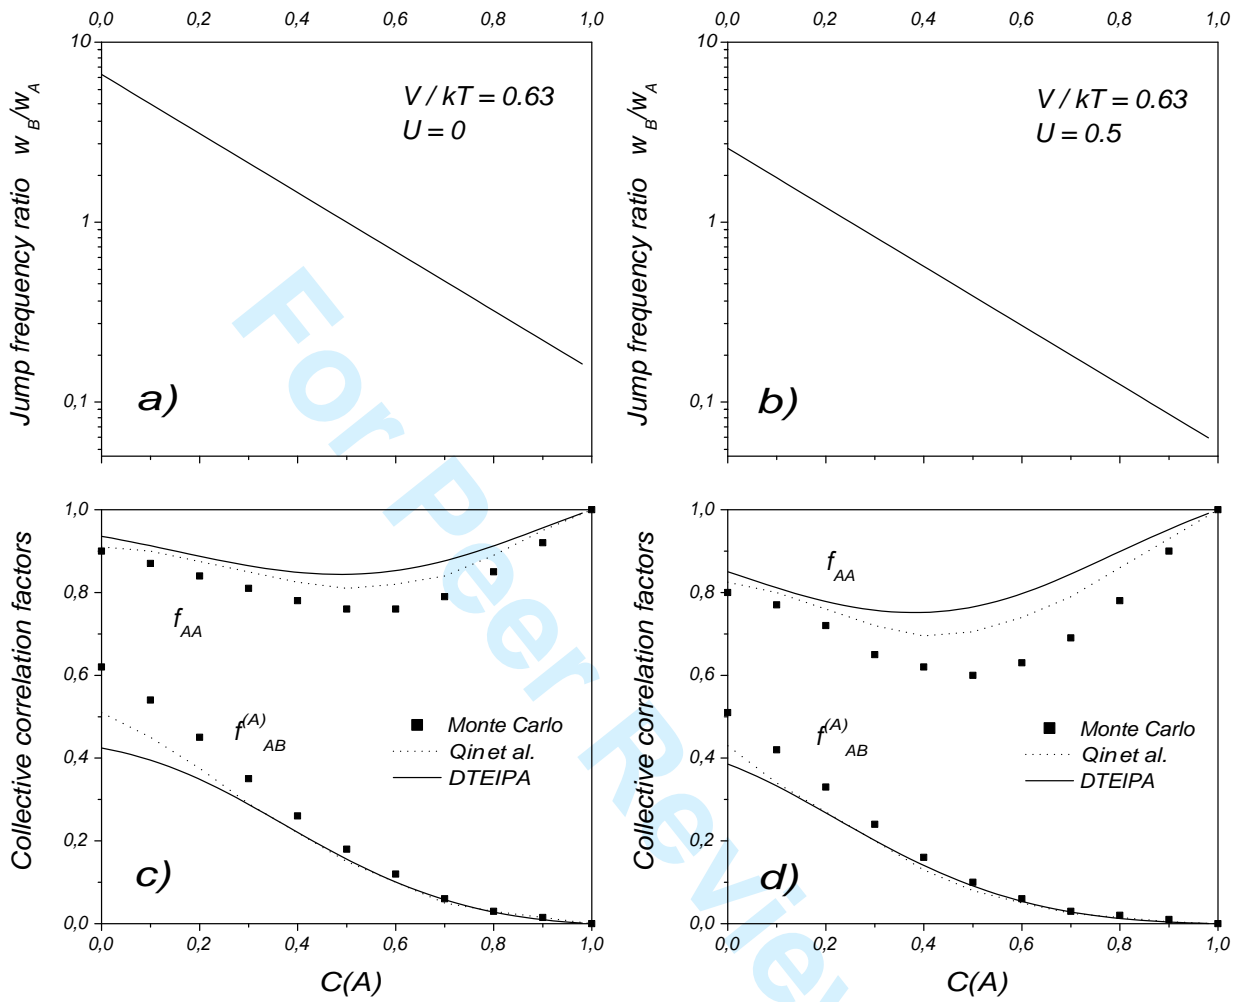 0,0 0,2 0,4 0,6 0,8 1,0
10
1
0,1
Jump frequency ratio w_B/w_A
V / kT = 0.63
U = 0
a)
0,0 0,2 0,4 0,6 0,8 1,0
10
1
0,1
Jump frequency ratio w_B/w_A
V / kT = 0.63
U = 0.5
b)
1,0
0,8
0,6
0,4
0,2
0,0
Collective correlation factors
f_AA
f^(A)_AB
Monte Carlo
Qin et al.
DTEIPA
c)
0,0 0,2 0,4 0,6 0,8 1,0
C(A)
1,0
0,8
0,6
0,4
0,2
0,0
Collective correlation factors
f_AA
f^(A)_AB
Monte Carlo
Qin et al.
DTEIPA
d)
0,0 0,2 0,4 0,6 0,8 1,0
C(A)
For Peer Review